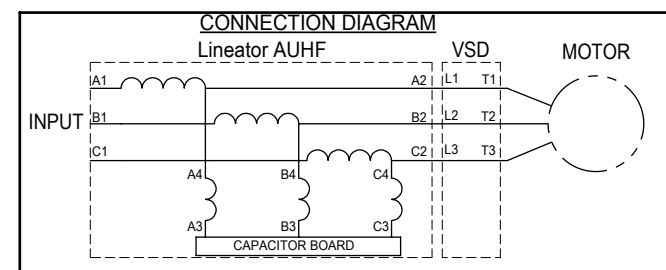 CONNECTION DIAGRAM
Lineator AUHF VSD MOTOR
A1 A2 L1 T1
INPUT B1 B2 L2 T2
C1 C2 L3 T3
A4 B4 C4
A3 B3 C3
CAPACITOR BOARD